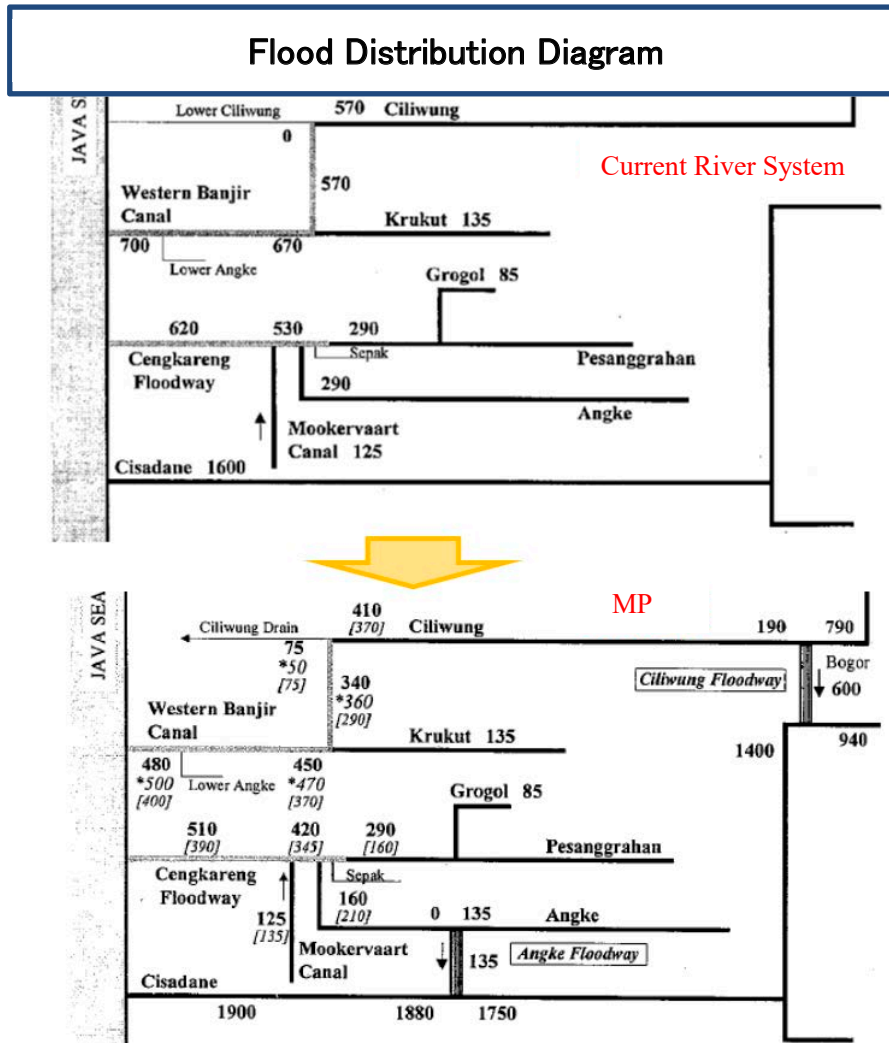 Flood Distribution Diagram
JAVA S
Lower Ciliwung
570 Ciliwung
0
Current River System
570
Western Banjir
Canal
Krukut 135
700
670
Lower Angke
Grogol 85
620
530
290
Sepak
Cengkareng
Floodway
Pesanggrahan
290
Angke
Mookervaart
Canal 125
Cisadane 1600
JAVA SEA
MP
410
[370]
Ciliwung Drain
Ciliwung
190
790
75
*50
[75]
340
*360
[290]
Ciliwung Floodway
Bogor
600
Western Banjir
Canal
Krukut 135
1400
940
480
*500
[400]
Lower Angke
450
*470
[370]
Grogol 85
510
[390]
420
[345]
290
[160]
Pesanggrahan
Cengkareng
Floodway
Sepak
160
[210]
0
135
Angke
125
[135]
Mookervaart
Canal
135
Angke Floodway
Cisadane
1900
1880
1750